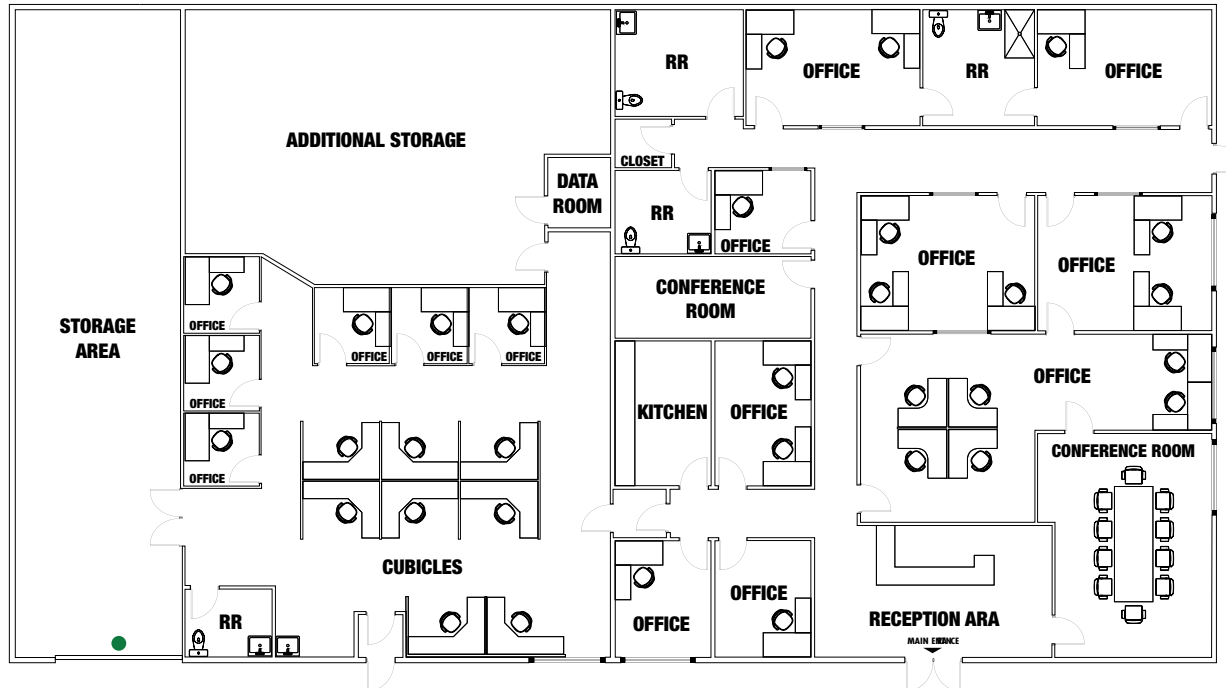 RR
OFFICE
RR
OFFICE
ADDITIONAL STORAGE
CLOSET
DATA
ROOM
RR
OFFICE
OFFICE
OFFICE
CONFERENCE
ROOM
STORAGE
AREA
OFFICE
OFFICE
OFFICE
OFFICE
OFFICE
OFFICE
KITCHEN
OFFICE
OFFICE
CONFERENCE ROOM
OFFICE
CUBICLES
RR
OFFICE
OFFICE
RECEPTION ARA
MAIN